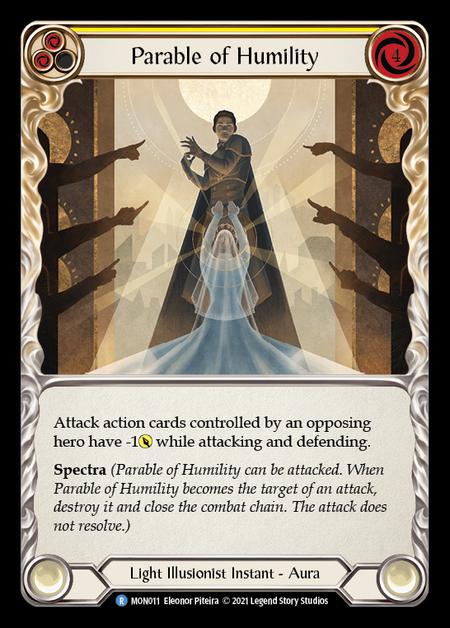 Parable of Humility
4
Attack action cards controlled by an opposing
hero have -1 while attacking and defending.
Spectra (Parable of Humility can be attacked. When
Parable of Humility becomes the target of an attack,
destroy it and close the combat chain. The attack does
not resolve.)
Light Illusionist Instant - Aura
R MON011 Eleonor Piteira © 2021 Legend Story Studios